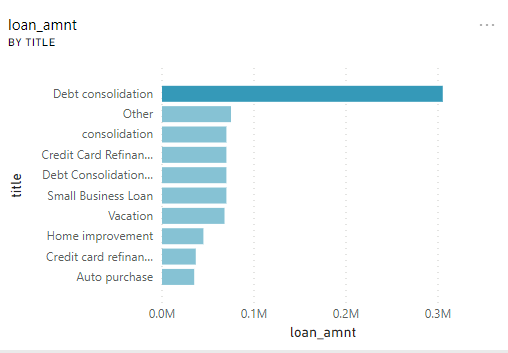 loan_amnt
BY TITLE
title
Debt consolidation
Other
consolidation
Credit Card Refinan...
Debt Consolidation...
Small Business Loan
Vacation
Home improvement
Credit card refinan...
Auto purchase
0.0M 0.1M 0.2M 0.3M
loan_amnt